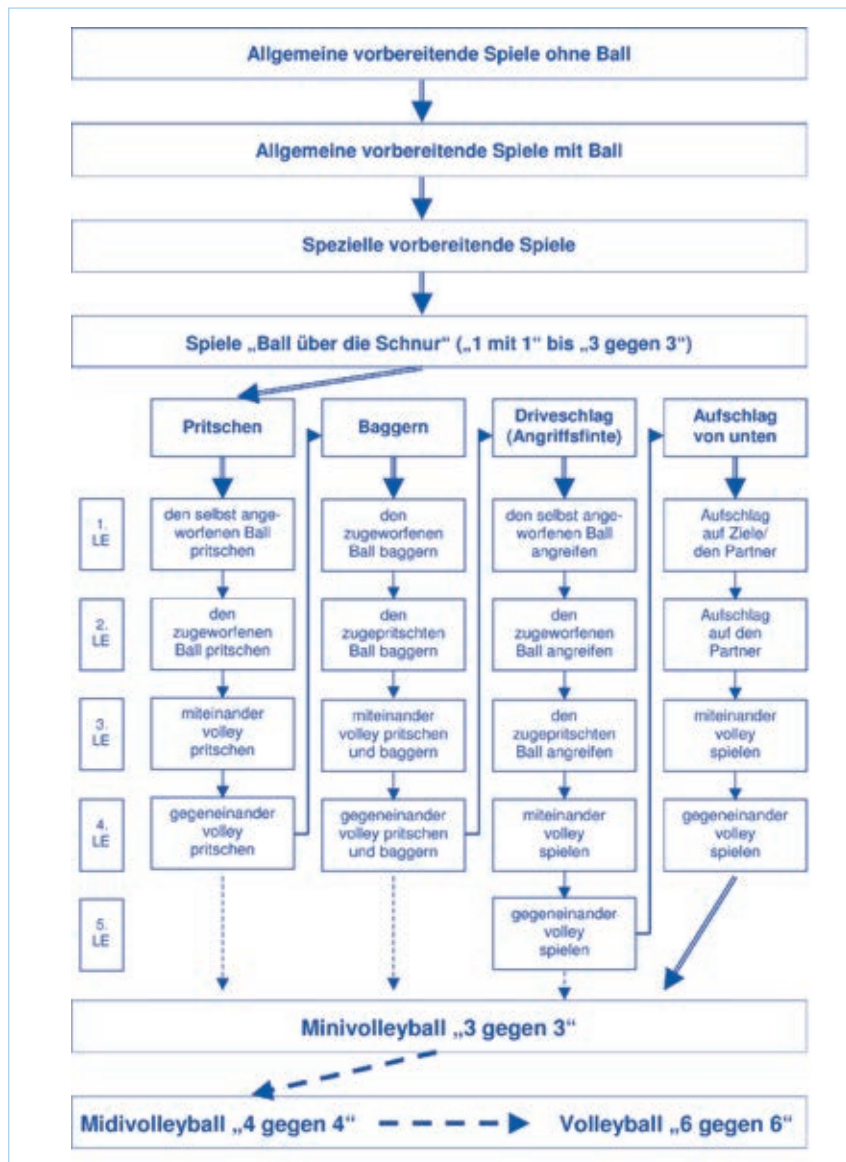 Allgemeine vorbereitende Spiele ohne Ball
Allgemeine vorbereitende Spiele mit Ball
Spezielle vorbereitende Spiele
Spiele „Ball über die Schnur“ („1 mit 1“ bis „3 gegen 3“)
Pritschen
Baggern
Driveschlag
(Angriffsfinte)
Aufschlag
von unten
1.
LE
den selbst ange-
worfenen Ball
pritschen
den
zugeworfenen
Ball baggern
den selbst ange-
worfenen Ball
angreifen
Aufschlag
auf Ziele/
den Partner
2.
LE
den
zugeworfenen
Ball pritschen
den
zugepritschten
Ball baggern
den
zugeworfenen
Ball angreifen
Aufschlag
auf den
Partner
3.
LE
miteinander
volley
pritschen
miteinander
volley pritschen
und baggern
den
zugepritschten
Ball angreifen
miteinander
volley
spielen
4.
LE
gegeneinander
volley
pritschen
gegeneinander
volley pritschen
und baggern
miteinander
volley
spielen
gegeneinander
volley
spielen
5.
LE
gegeneinander
volley
spielen
Minivolleyball „3 gegen 3“
Midivolleyball „4 gegen 4“
Volleyball „6 gegen 6“